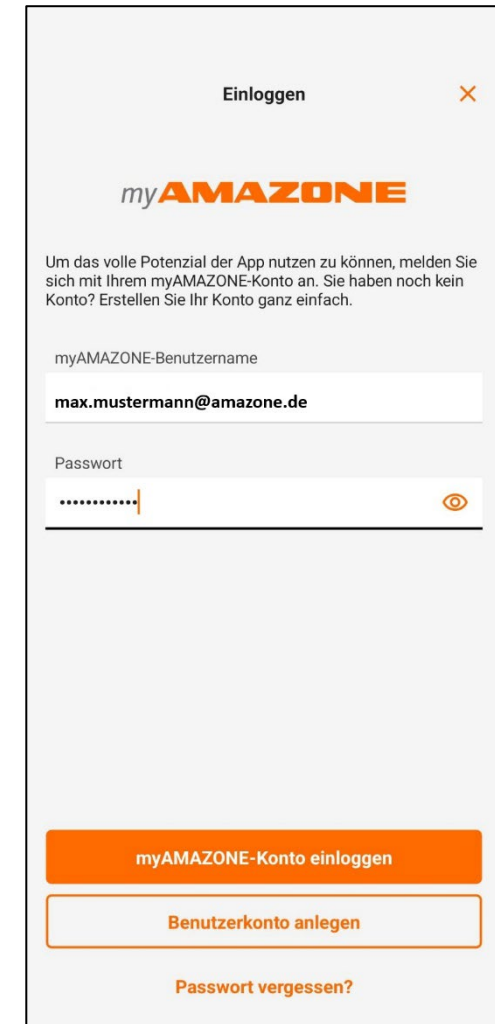 Einloggen
myAMAZONE
Um das volle Potenzial der App nutzen zu können, melden Sie
sich mit Ihrem myAMAZONE-Konto an. Sie haben noch kein
Konto? Erstellen Sie Ihr Konto ganz einfach.
myAMAZONE-Benutzername
max.mustermann@amazone.de
Passwort
••••••••••••
myAMAZONE-Konto einloggen
Benutzerkonto anlegen
Passwort vergessen?